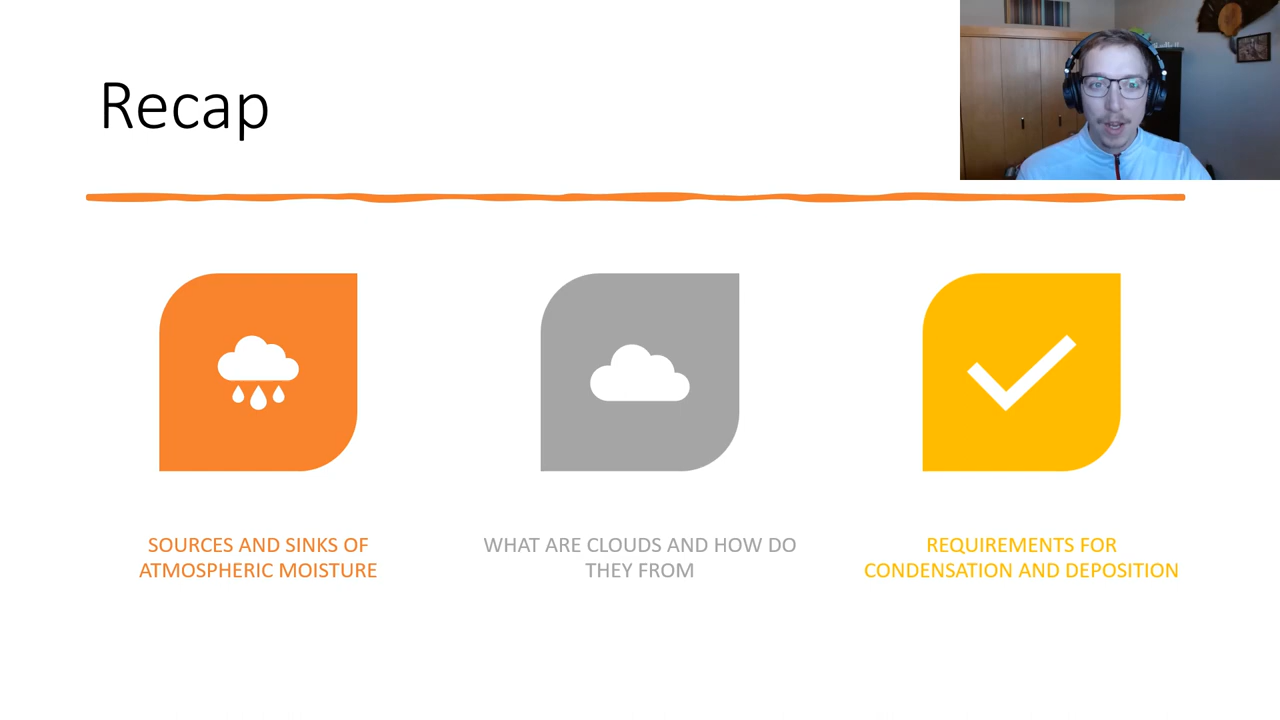 Recap
SOURCES AND SINKS OF
ATMOSPHERIC MOISTURE
WHAT ARE CLOUDS AND HOW DO
THEY FROM
REQUIREMENTS FOR
CONDENSATION AND DEPOSITION